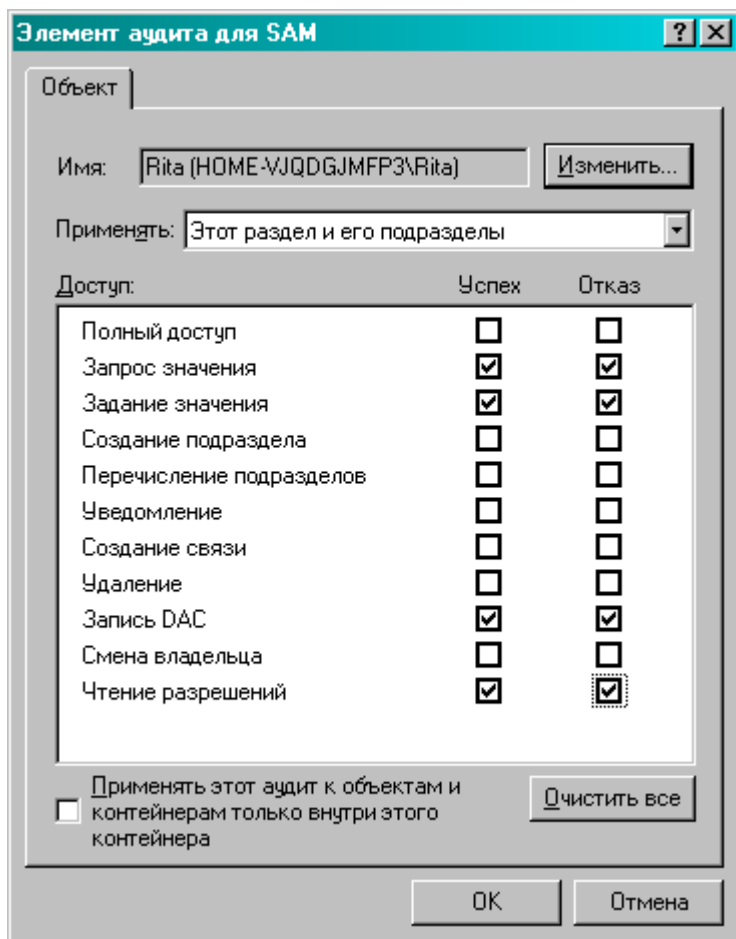 Элемент аудита для SAM
Объект
Имя: Rita (HOME-VJQDGJMFP3\Rita) Изменить...
Применять: Этот раздел и его подразделы
Доступ: Успех Отказ
Полный доступ
Запрос значения
Задание значения
Создание подраздела
Перечисление подразделов
Уведомление
Создание связи
Удаление
Запись DAC
Смена владельца
Чтение разрешений
Применять этот аудит к объектам и
контейнерам только внутри этого
контейнера
Очистить все
OK Отмена